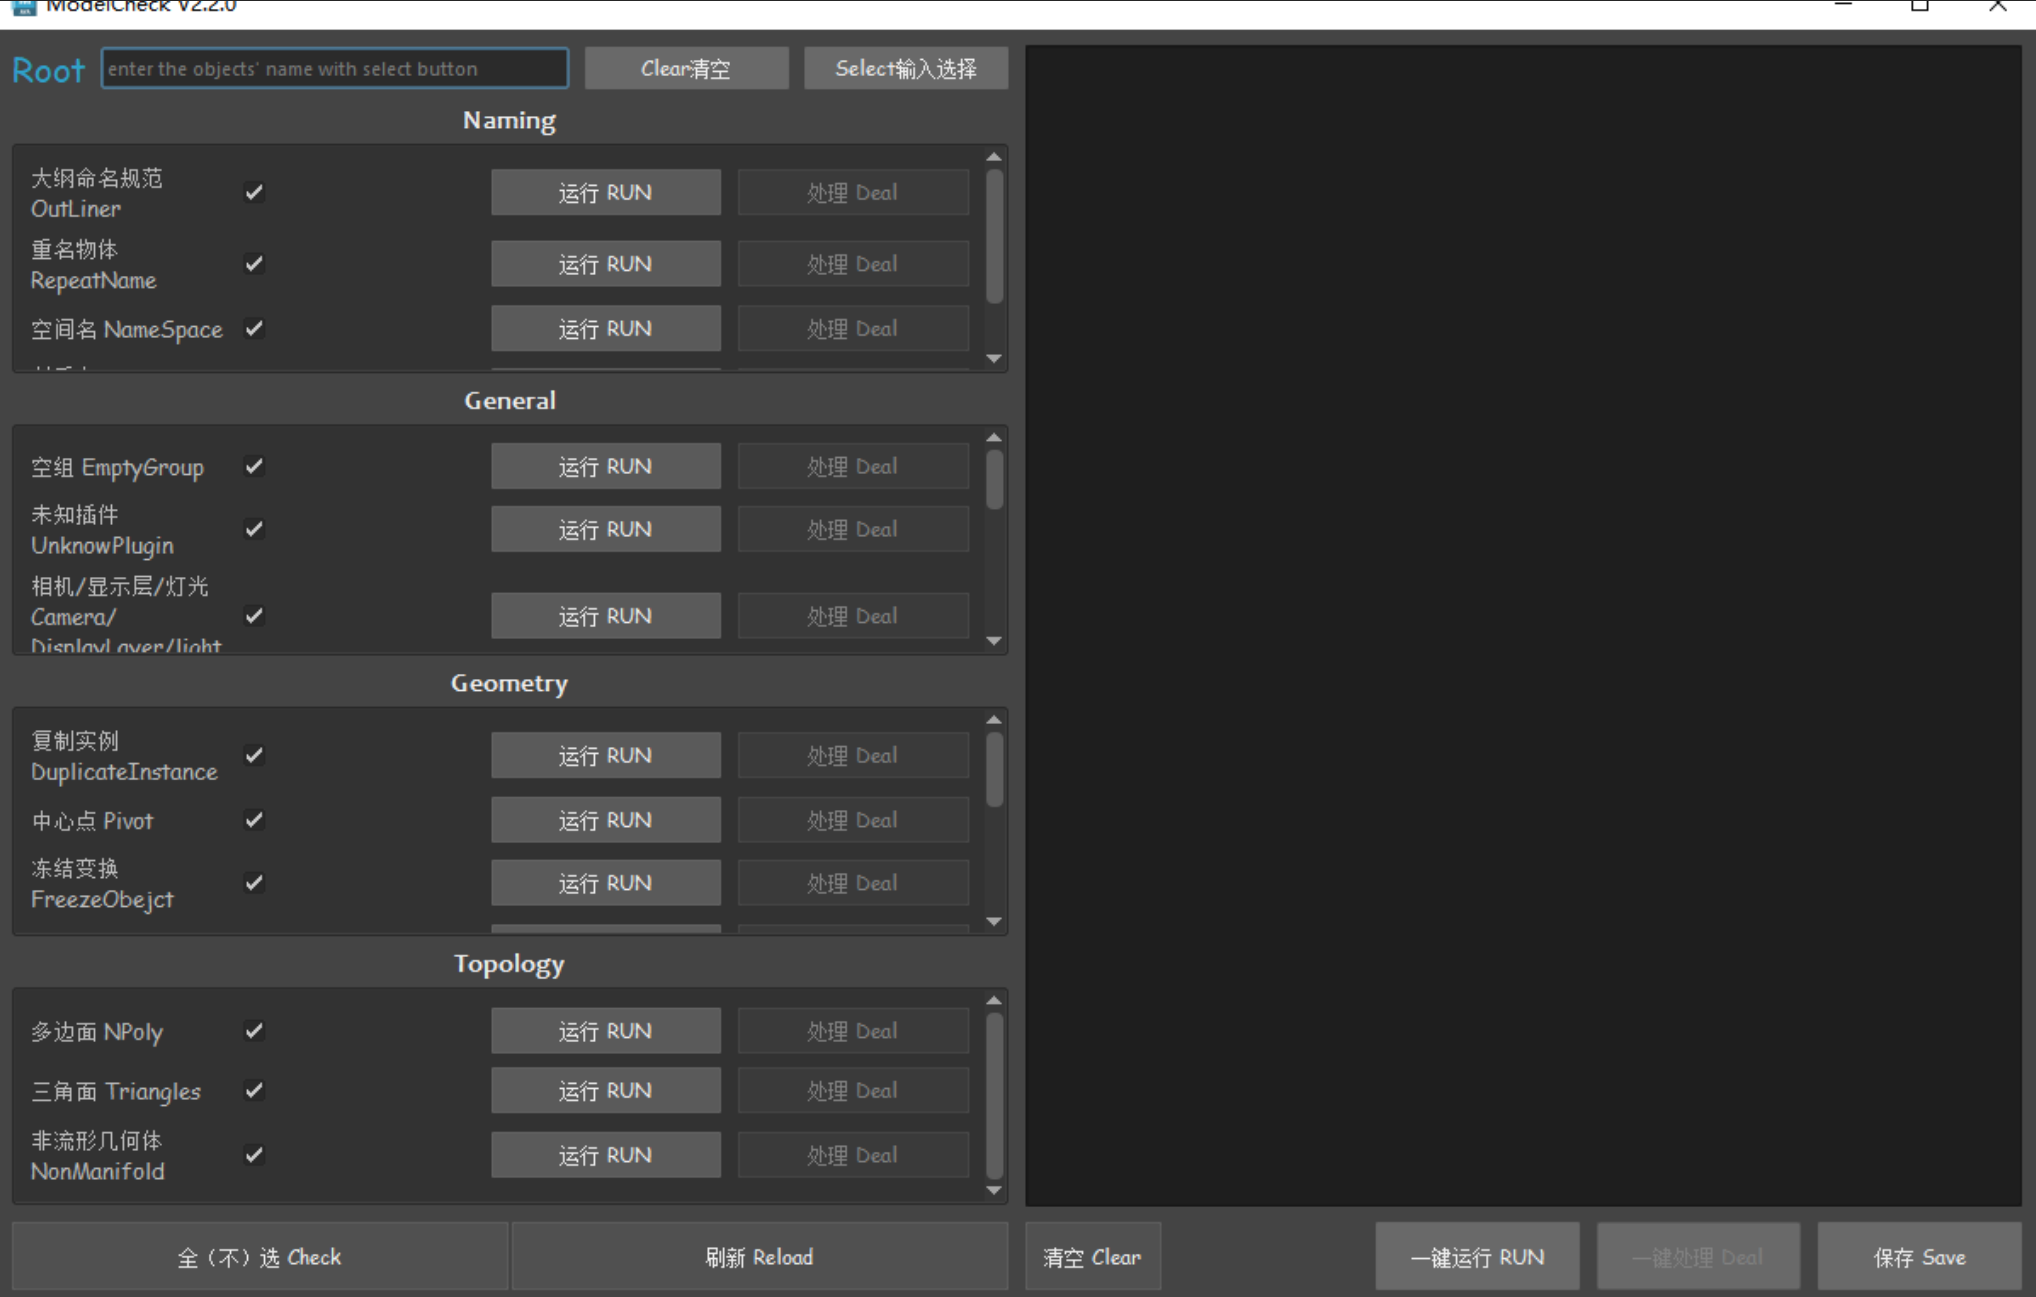 ModelCheck V2.2.0
Root enter the objects' name with select button Clear清空 Select输入选择
Naming
大纲命名规范
OutLiner
运行 RUN 处理 Deal
重名物体
RepeatName
运行 RUN 处理 Deal
空间名 NameSpace 运行 RUN 处理 Deal
General
空组 EmptyGroup 运行 RUN 处理 Deal
未知插件
UnknowPlugin
运行 RUN 处理 Deal
相机/显示层/灯光
Camera/
DisplayLayer/light
运行 RUN 处理 Deal
Geometry
复制实例
DuplicateInstance
运行 RUN 处理 Deal
中心点 Pivot 运行 RUN 处理 Deal
冻结变换
FreezeObejct
运行 RUN 处理 Deal
Topology
多边面 NPoly 运行 RUN 处理 Deal
三角面 Triangles 运行 RUN 处理 Deal
非流形几何体
NonManifold
运行 RUN 处理 Deal
全（不）选 Check 刷新 Reload 清空 Clear 一键运行 RUN 一键处理 Deal 保存 Save